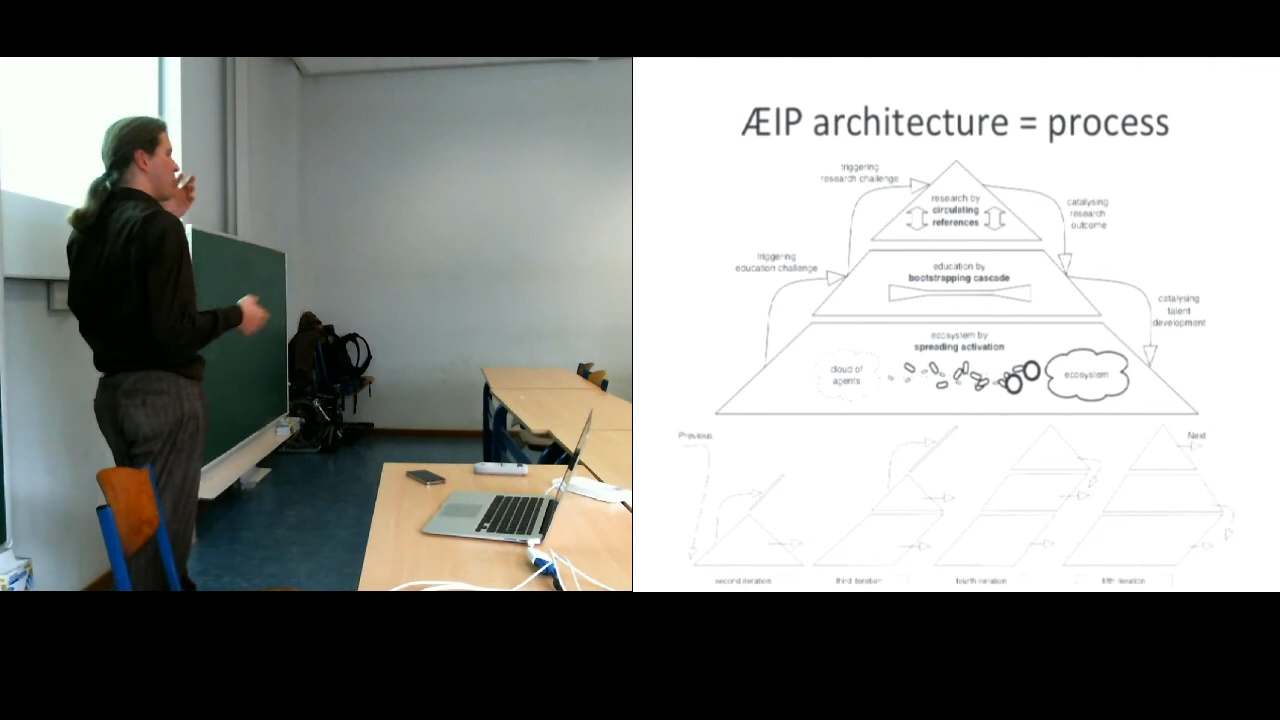 ÆIP architecture = process
triggering
research challenge
research by
circulating
references
catalysing
research
outcome
triggering
education challenge
education by
bootstrapping cascade
catalysing
talent
development
ecosystem by
spreading activation
cloud of
agents
ecosystem
Previous
Next
second iteration
third iteration
fourth iteration
fifth iteration